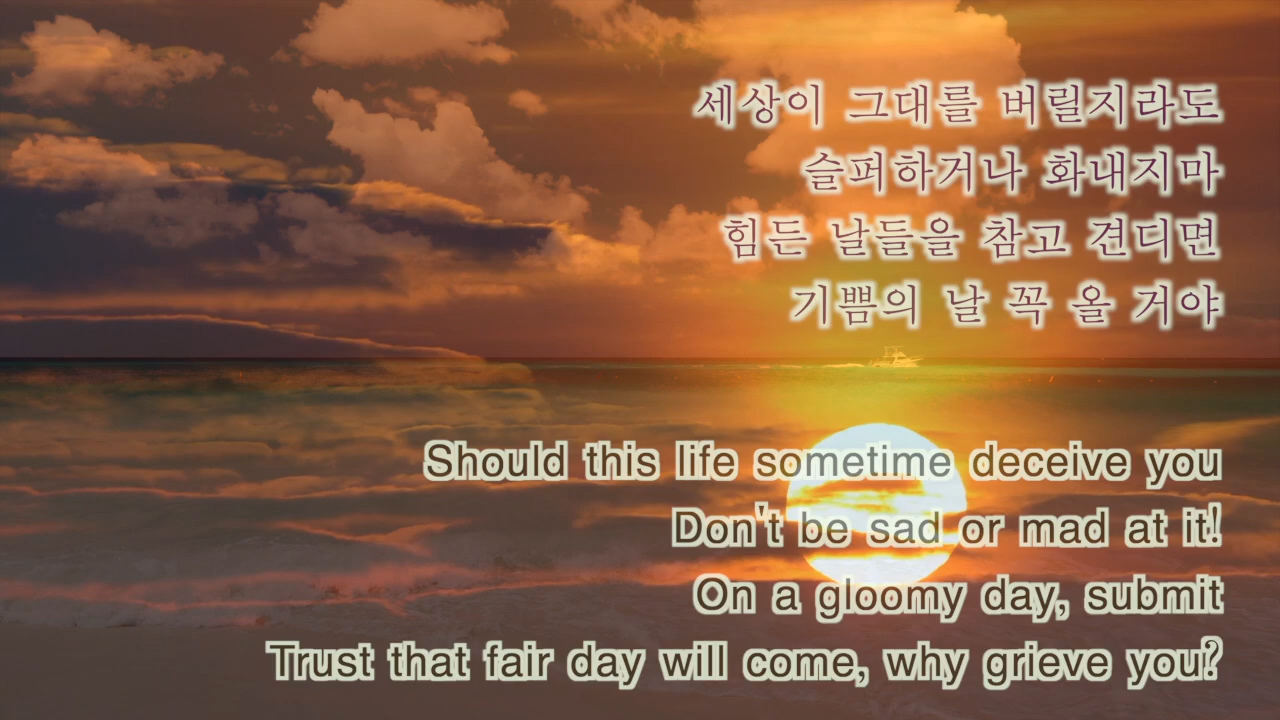 세상이 그대를 버릴지라도
슬퍼하거나 화내지마
힘든 날들을 참고 견디면
기쁨의 날 꼭 올 거야
Should this life sometime deceive you
Don't be sad or mad at it!
On a gloomy day, submit
Trust that fair day will come, why grieve you?